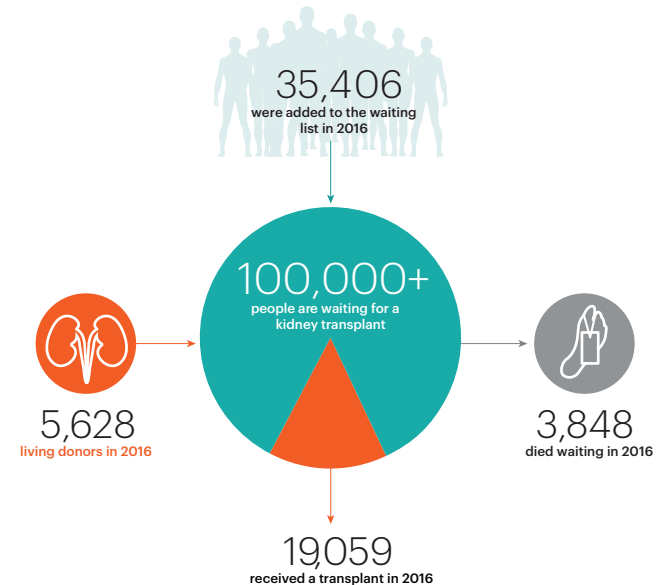 35,406
were added to the waiting
list in 2016
100,000+
people are waiting for a
kidney transplant
5,628
living donors in 2016
3,848
died waiting in 2016
19,059
received a transplant in 2016